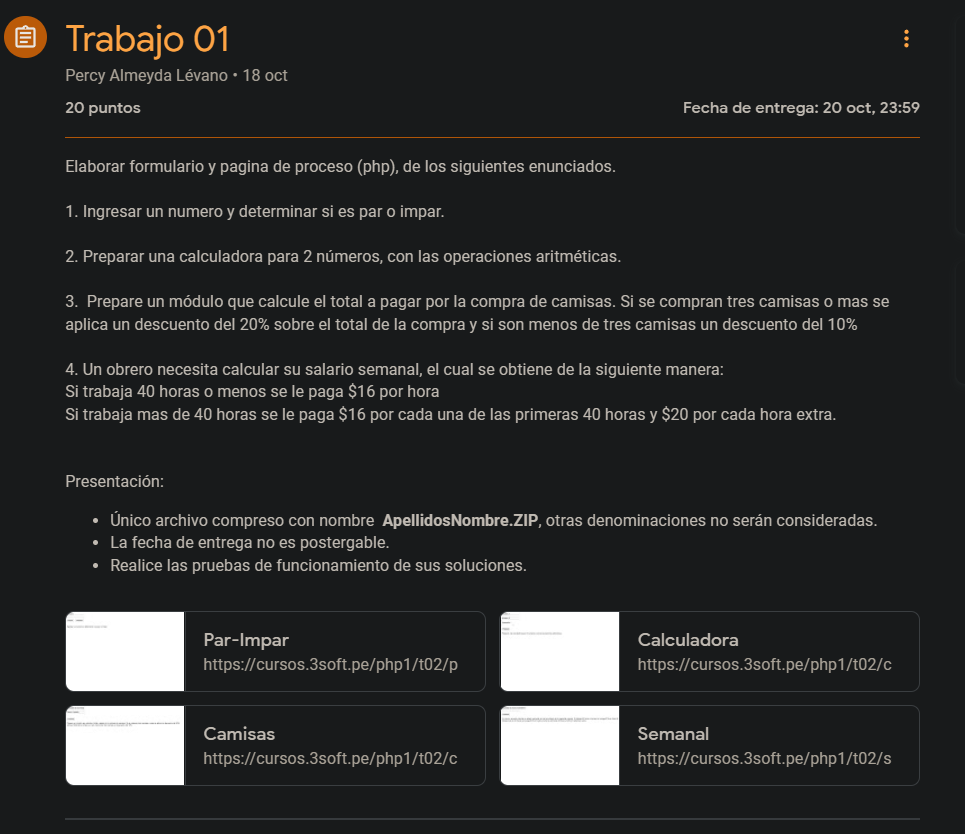 Trabajo 01
Percy Almeyda Lévano • 18 oct
20 puntos
Fecha de entrega: 20 oct, 23:59
Elaborar formulario y pagina de proceso (php), de los siguientes enunciados.
1. Ingresar un numero y determinar si es par o impar.
2. Preparar una calculadora para 2 números, con las operaciones aritméticas.
3.  Prepare un módulo que calcule el total a pagar por la compra de camisas. Si se compran tres camisas o mas se
aplica un descuento del 20% sobre el total de la compra y si son menos de tres camisas un descuento del 10%
4. Un obrero necesita calcular su salario semanal, el cual se obtiene de la siguiente manera:
Si trabaja 40 horas o menos se le paga $16 por hora
Si trabaja mas de 40 horas se le paga $16 por cada una de las primeras 40 horas y $20 por cada hora extra.
Presentación:
• Único archivo compreso con nombre  ApellidosNombre.ZIP, otras denominaciones no serán consideradas.
• La fecha de entrega no es postergable.
• Realice las pruebas de funcionamiento de sus soluciones.
Par-Impar
https://cursos.3soft.pe/php1/t02/p
Calculadora
https://cursos.3soft.pe/php1/t02/c
Camisas
https://cursos.3soft.pe/php1/t02/c
Semanal
https://cursos.3soft.pe/php1/t02/s